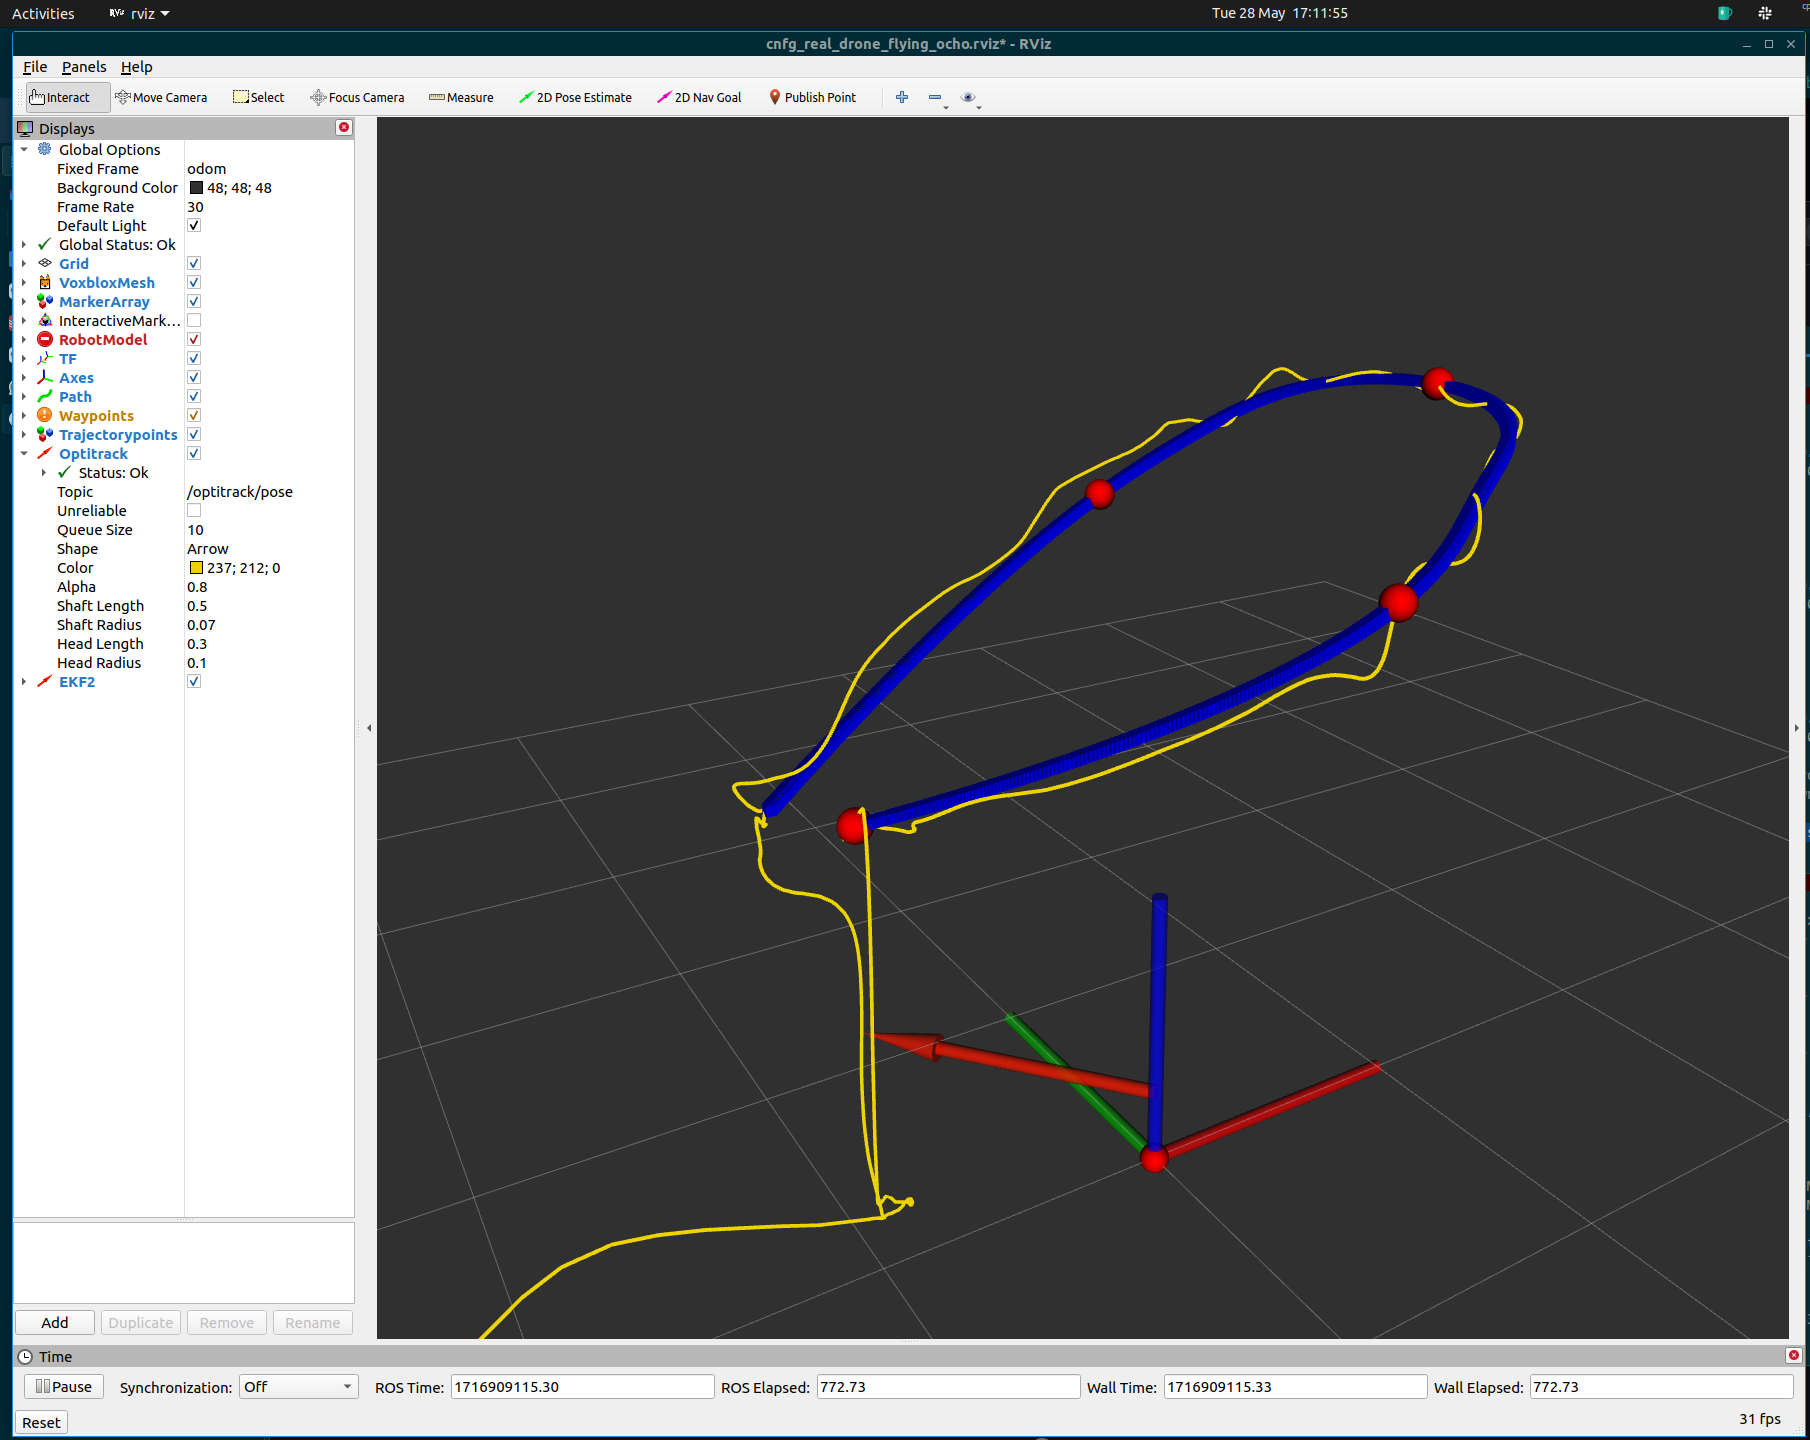 Activities
rviz
Tue 28 May 17:11:55
cnfg_real_drone_flying_ocho.rviz* - RViz
File Panels Help
Interact Move Camera Select Focus Camera Measure 2D Pose Estimate 2D Nav Goal Publish Point
Displays
Global Options
Fixed Frame odom
Background Color 48; 48; 48
Frame Rate 30
Default Light
Global Status: Ok
Grid
VoxbloxMesh
MarkerArray
InteractiveMark...
RobotModel
TF
Axes
Path
Waypoints
Trajectorypoints
Optitrack
Status: Ok
Topic /optitrack/pose
Unreliable
Queue Size 10
Shape Arrow
Color 237; 212; 0
Alpha 0.8
Shaft Length 0.5
Shaft Radius 0.07
Head Length 0.3
Head Radius 0.1
EKF2
Add Duplicate Remove Rename
Time
Pause Synchronization: Off ROS Time: 1716909115.30 ROS Elapsed: 772.73 Wall Time: 1716909115.33 Wall Elapsed: 772.73
Reset 31 fps